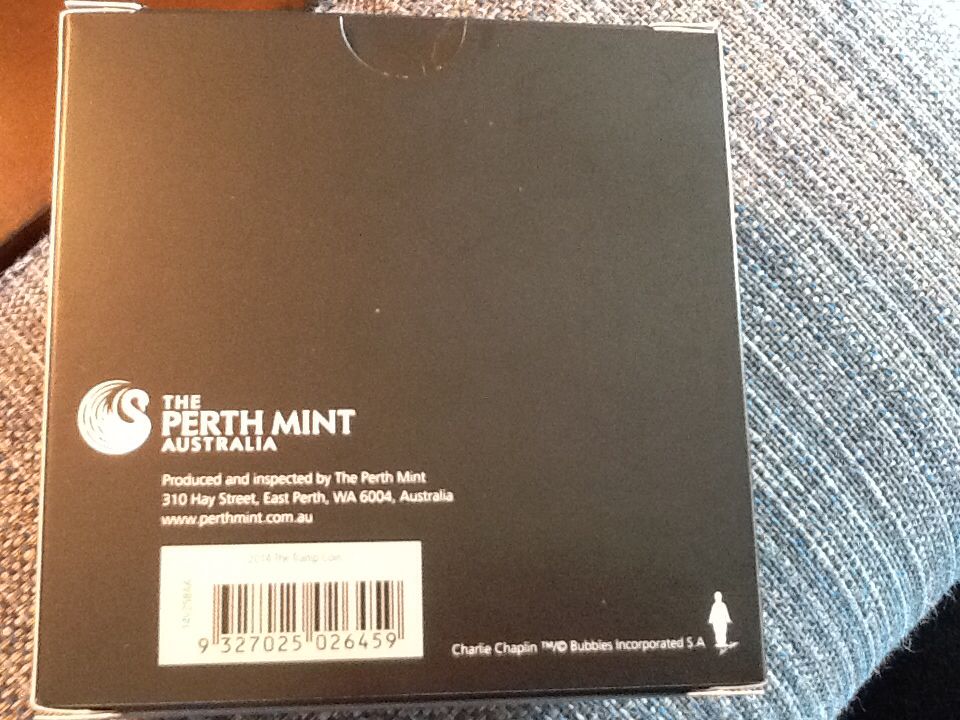 THE
PERTH MINT
AUSTRALIA
Produced and inspected by The Perth Mint
310 Hay Street, East Perth, WA 6004, Australia
www.perthmint.com.au
2014 The Tramp Coin
9 327025 026459
Charlie Chaplin ™/© Bubbles Incorporated S.A